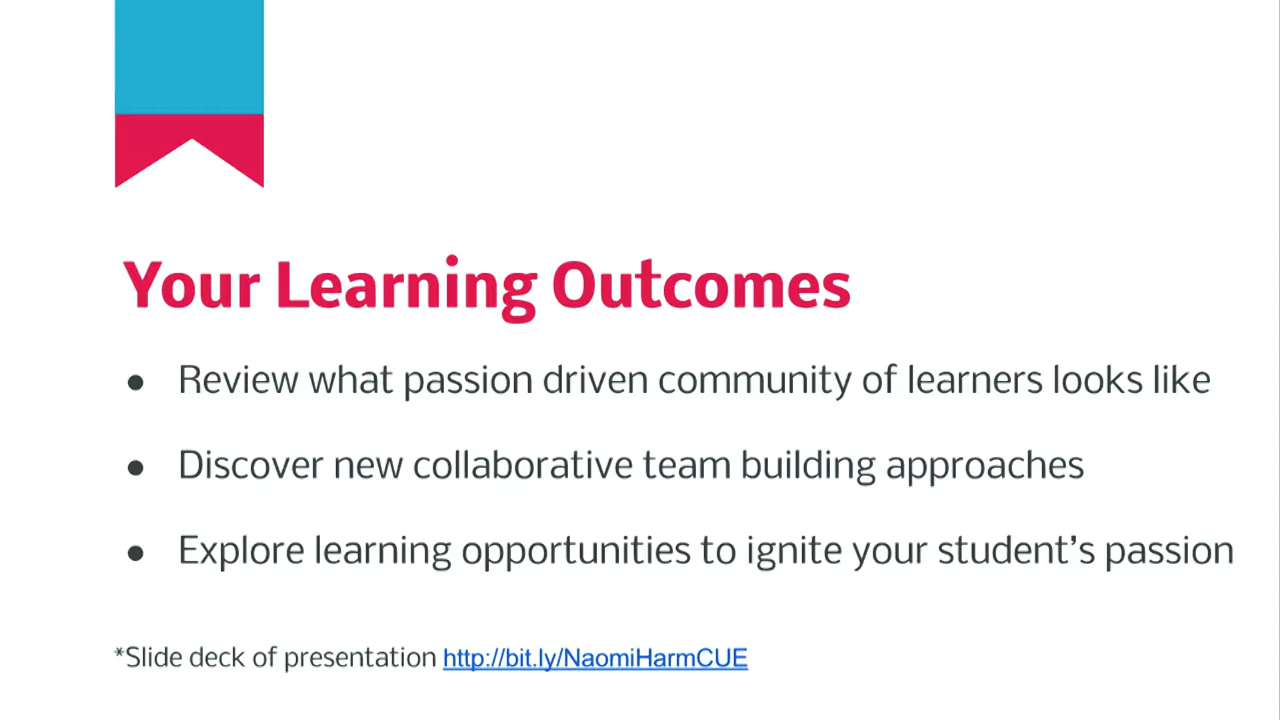 Your Learning Outcomes
● Review what passion driven community of learners looks like
● Discover new collaborative team building approaches
● Explore learning opportunities to ignite your student’s passion
*Slide deck of presentation http://bit.ly/NaomiHarmCUE